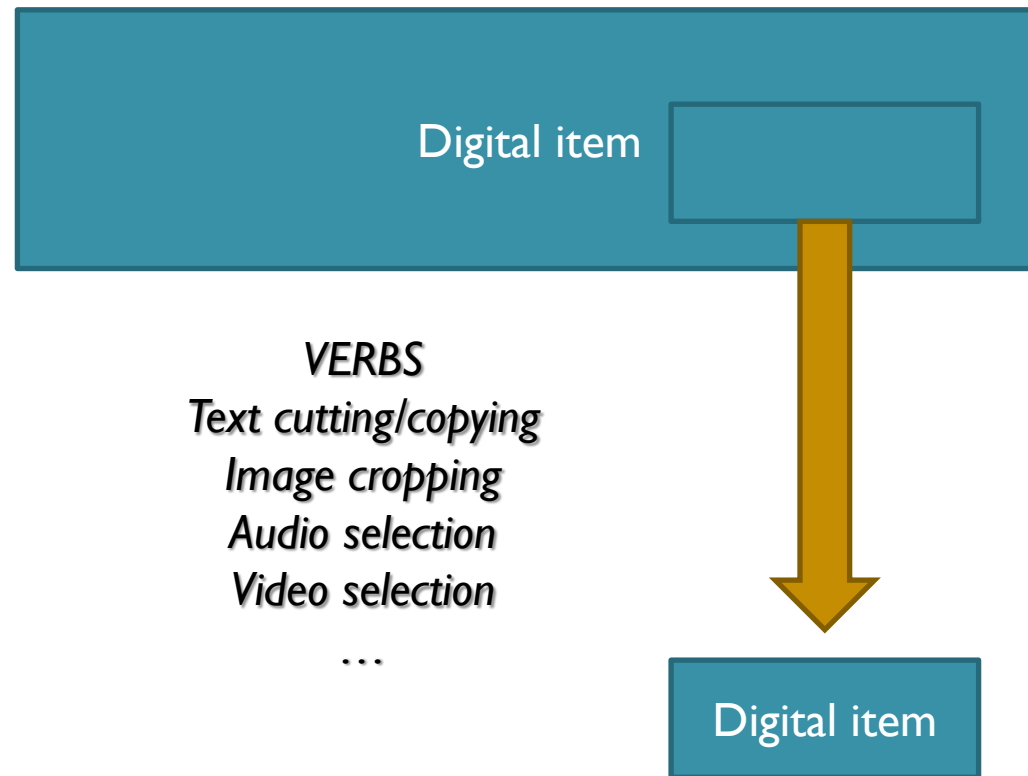 Digital item
VERBS
Text cutting/copying
Image cropping
Audio selection
Video selection
…
Digital item